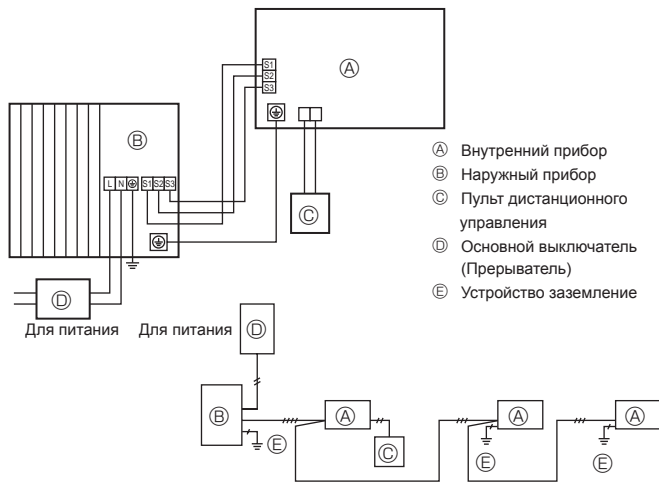 S1
S2
S3
Ⓐ
Ⓑ
L N S1 S2 S3
Ⓒ
Ⓓ
Для питания
Ⓐ Внутренний прибор
Ⓑ Наружный прибор
Ⓒ Пульт дистанционного
управления
Ⓓ Основной выключатель
(Прерыватель)
Ⓔ Устройство заземление
Для питания
Ⓓ
Ⓑ
Ⓔ
Ⓐ
Ⓒ
Ⓐ
Ⓔ
Ⓐ
Ⓔ